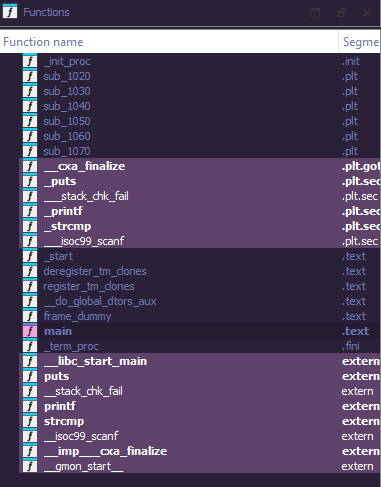 f Functions
Function name Segme
f _init_proc .init
f sub_1020 .plt
f sub_1030 .plt
f sub_1040 .plt
f sub_1050 .plt
f sub_1060 .plt
f sub_1070 .plt
f __cxa_finalize .plt.got
f _puts .plt.sec
f ___stack_chk_fail .plt.sec
f _printf .plt.sec
f _strcmp .plt.sec
f ___isoc99_scanf .plt.sec
f _start .text
f deregister_tm_clones .text
f register_tm_clones .text
f __do_global_dtors_aux .text
f frame_dummy .text
f main .text
f _term_proc .fini
f __libc_start_main extern
f puts extern
f __stack_chk_fail extern
f printf extern
f strcmp extern
f __isoc99_scanf extern
f __imp___cxa_finalize extern
f __gmon_start__ extern